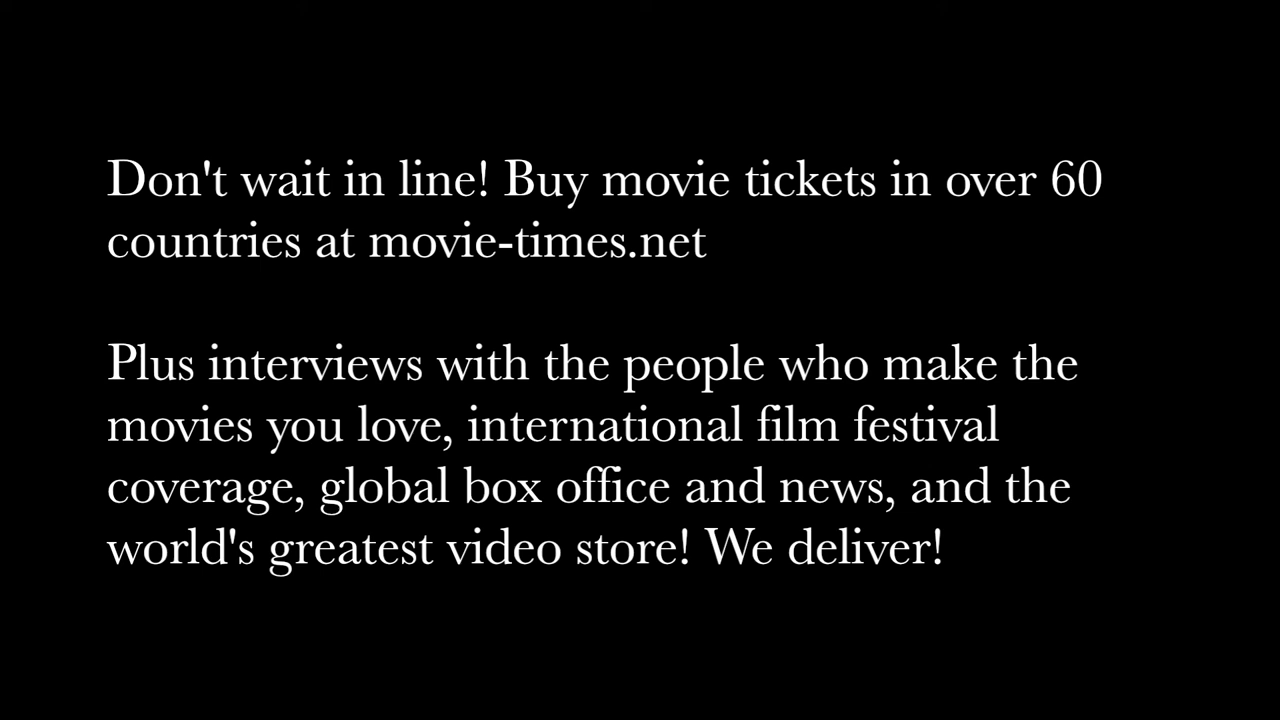 Don't wait in line! Buy movie tickets in over 60
countries at movie-times.net
Plus interviews with the people who make the
movies you love, international film festival
coverage, global box office and news, and the
world's greatest video store! We deliver!